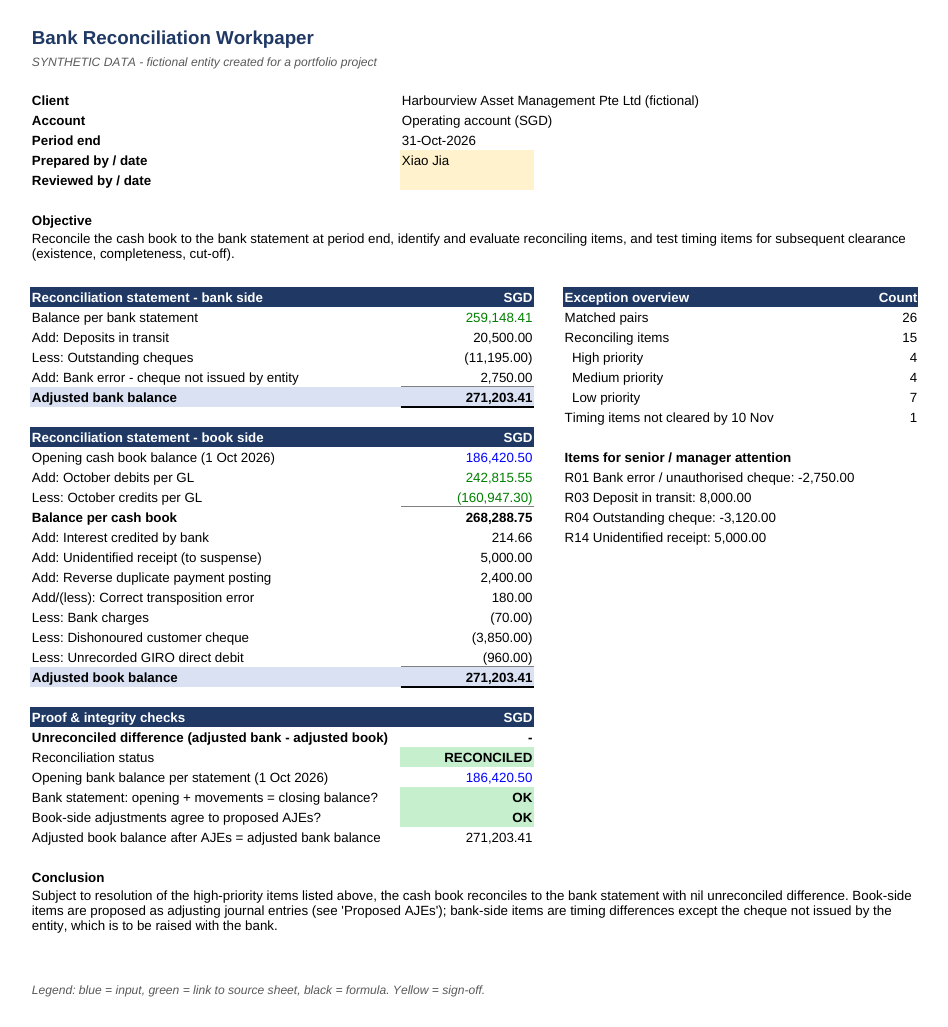 Bank Reconciliation Workpaper
SYNTHETIC DATA - fictional entity created for a portfolio project
Client Harbourview Asset Management Pte Ltd (fictional)
Account Operating account (SGD)
Period end 31-Oct-2026
Prepared by / date Xiao Jia
Reviewed by / date
Objective
Reconcile the cash book to the bank statement at period end, identify and evaluate reconciling items, and test timing items for subsequent clearance
(existence, completeness, cut-off).
Reconciliation statement - bank side SGD
Balance per bank statement 259,148.41
Add: Deposits in transit 20,500.00
Less: Outstanding cheques (11,195.00)
Add: Bank error - cheque not issued by entity 2,750.00
Adjusted bank balance 271,203.41
Exception overview Count
Matched pairs 26
Reconciling items 15
High priority 4
Medium priority 4
Low priority 7
Timing items not cleared by 10 Nov 1
Reconciliation statement - book side SGD
Opening cash book balance (1 Oct 2026) 186,420.50
Add: October debits per GL 242,815.55
Less: October credits per GL (160,947.30)
Balance per cash book 268,288.75
Add: Interest credited by bank 214.66
Add: Unidentified receipt (to suspense) 5,000.00
Add: Reverse duplicate payment posting 2,400.00
Add/(less): Correct transposition error 180.00
Less: Bank charges (70.00)
Less: Dishonoured customer cheque (3,850.00)
Less: Unrecorded GIRO direct debit (960.00)
Adjusted book balance 271,203.41
Items for senior / manager attention
R01 Bank error / unauthorised cheque: -2,750.00
R03 Deposit in transit: 8,000.00
R04 Outstanding cheque: -3,120.00
R14 Unidentified receipt: 5,000.00
Proof & integrity checks SGD
Unreconciled difference (adjusted bank - adjusted book) -
Reconciliation status RECONCILED
Opening bank balance per statement (1 Oct 2026) 186,420.50
Bank statement: opening + movements = closing balance? OK
Book-side adjustments agree to proposed AJEs? OK
Adjusted book balance after AJEs = adjusted bank balance 271,203.41
Conclusion
Subject to resolution of the high-priority items listed above, the cash book reconciles to the bank statement with nil unreconciled difference. Book-side
items are proposed as adjusting journal entries (see 'Proposed AJEs'); bank-side items are timing differences except the cheque not issued by the
entity, which is to be raised with the bank.
Legend: blue = input, green = link to source sheet, black = formula. Yellow = sign-off.